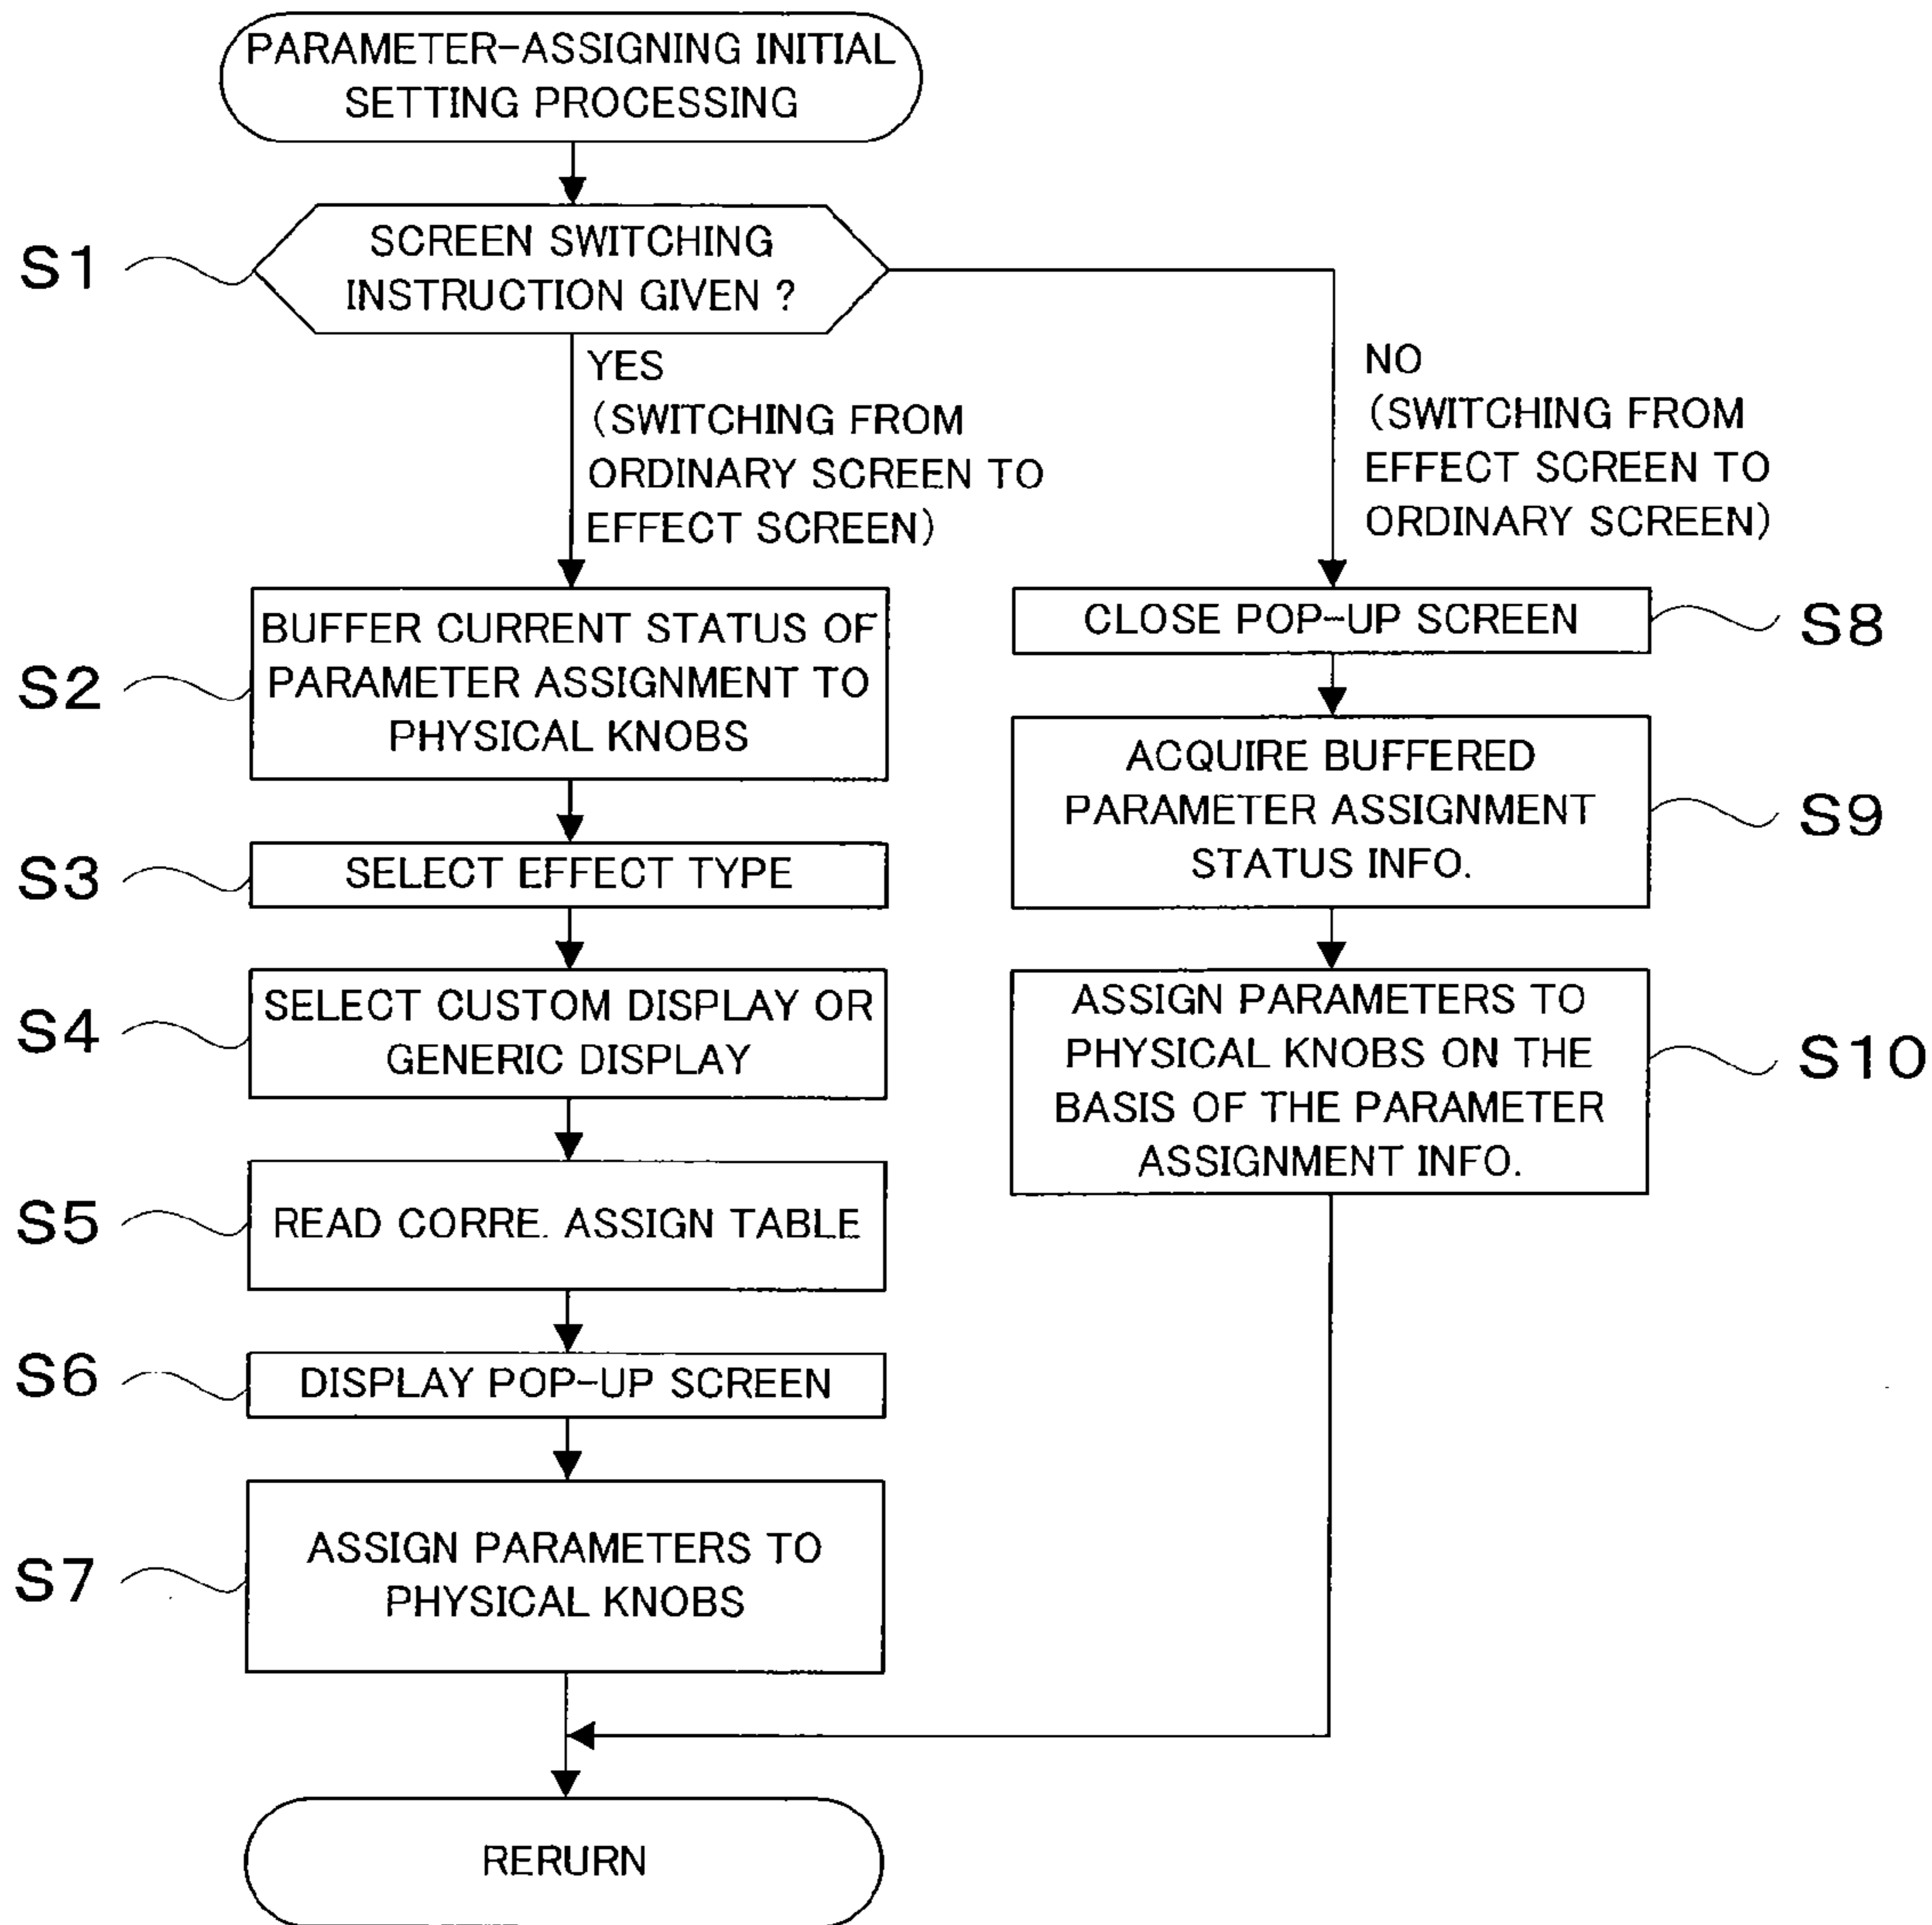 PARAMETER-ASSIGNING INITIAL
SETTING PROCESSING
S1
SCREEN SWITCHING
INSTRUCTION GIVEN ?
YES
(SWITCHING FROM
ORDINARY SCREEN TO
EFFECT SCREEN)
NO
(SWITCHING FROM
EFFECT SCREEN TO
ORDINARY SCREEN)
S2
BUFFER CURRENT STATUS OF
PARAMETER ASSIGNMENT TO
PHYSICAL KNOBS
S3
SELECT EFFECT TYPE
S4
SELECT CUSTOM DISPLAY OR
GENERIC DISPLAY
S5
READ CORRE. ASSIGN TABLE
S6
DISPLAY POP-UP SCREEN
S7
ASSIGN PARAMETERS TO
PHYSICAL KNOBS
CLOSE POP-UP SCREEN
S8
ACQUIRE BUFFERED
PARAMETER ASSIGNMENT
STATUS INFO.
S9
ASSIGN PARAMETERS TO
PHYSICAL KNOBS ON THE
BASIS OF THE PARAMETER
ASSIGNMENT INFO.
S10
RERURN